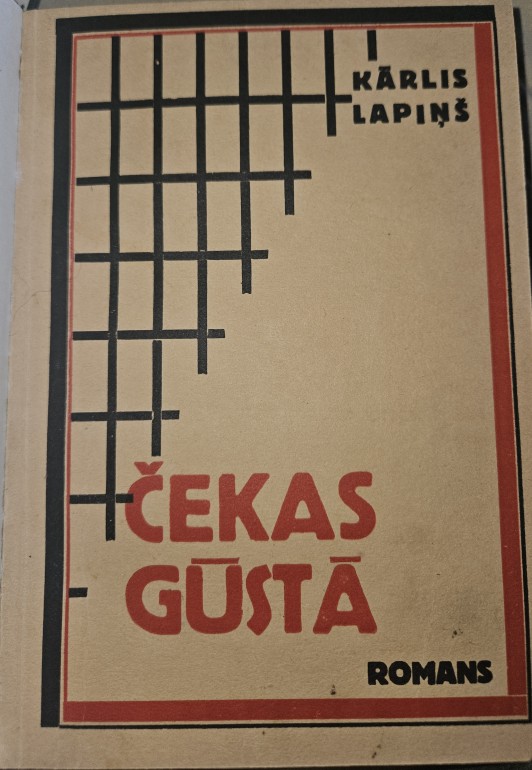 KĀRLIS
LAPIŅŠ
ČEKAS
GŪSTĀ
ROMANS